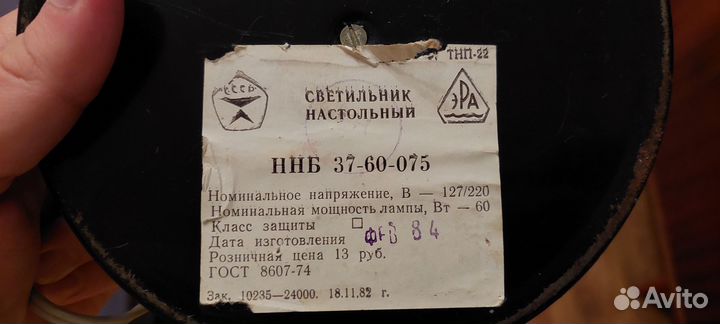 ТНП-22
СССР
СВЕТИЛЬНИК
НАСТОЛЬНЫЙ
ЭРА
ННБ 37-60-075
Номинальное напряжение, В — 127/220
Номинальная мощность лампы, Вт — 60
Класс защиты
Дата изготовления ФЕВ 84
Розничная цена 13 руб.
ГОСТ 8607-74
Зак. 10235—24000. 18.11.82 г.
Avito